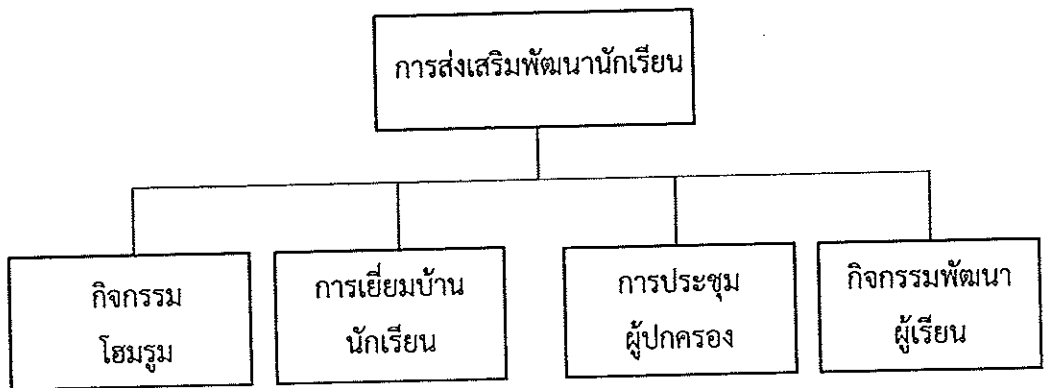 การส่งเสริมพัฒนานักเรียน
กิจกรรม
โฮมรูม
การเยี่ยมบ้าน
นักเรียน
การประชุม
ผู้ปกครอง
กิจกรรมพัฒนา
ผู้เรียน